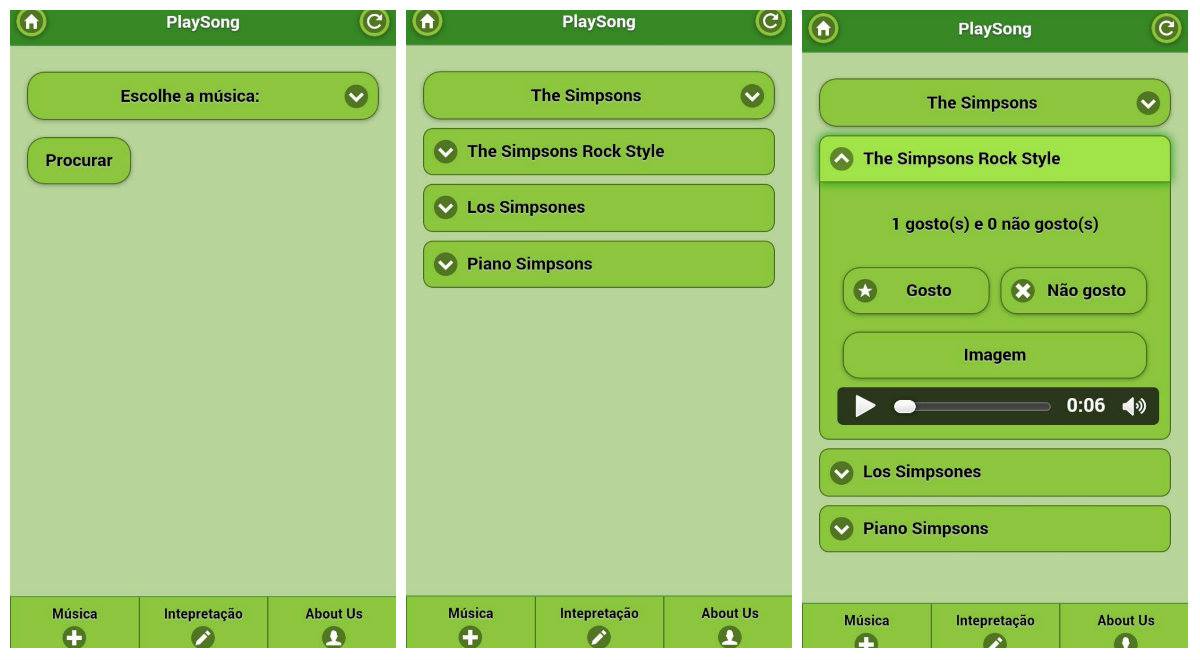 PlaySong
Escolhe a música:
Procurar
Música
Intepretação
About Us
PlaySong
The Simpsons
The Simpsons Rock Style
Los Simpsones
Piano Simpsons
Música
Intepretação
About Us
PlaySong
The Simpsons
The Simpsons Rock Style
1 gosto(s) e 0 não gosto(s)
Gosto
Não gosto
Imagem
0:06
Los Simpsones
Piano Simpsons
Música
Intepretação
About Us